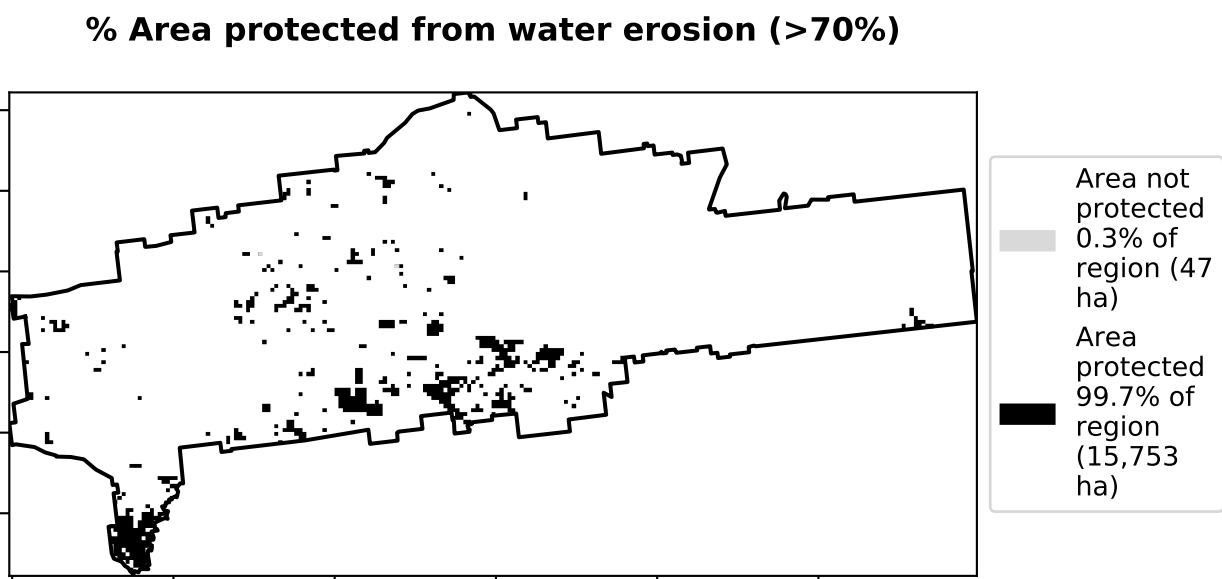 % Area protected from water erosion (>70%)
Area not
protected
0.3% of
region (47
ha)
Area
protected
99.7% of
region
(15,753
ha)